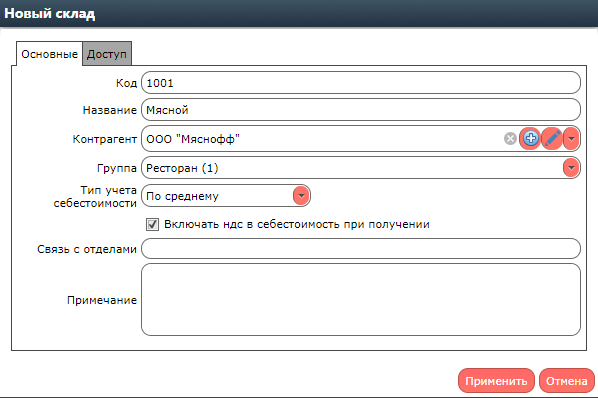 Новый склад
Основные Доступ
Код 1001
Название Мясной
Контрагент ООО "Мяснофф"
Группа Ресторан (1)
Тип учета
себестоимости По среднему
Включать ндс в себестоимость при получении
Связь с отделами
Примечание
Применить Отмена